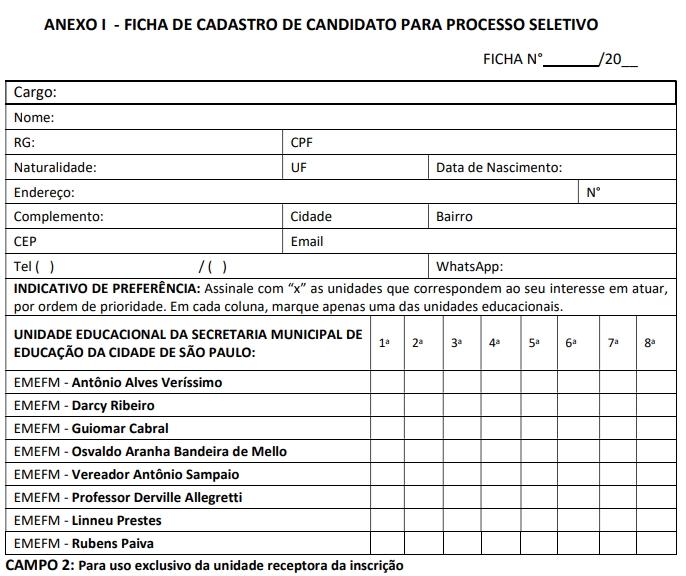 ANEXO I - FICHA DE CADASTRO DE CANDIDATO PARA PROCESSO SELETIVO
FICHA N°_______/20__
Cargo:
Nome:
RG: CPF
Naturalidade: UF Data de Nascimento:
Endereço: N°
Complemento: Cidade Bairro
CEP Email
Tel ( ) / ( ) WhatsApp:
INDICATIVO DE PREFERÊNCIA: Assinale com “x” as unidades que correspondem ao seu interesse em atuar,
por ordem de prioridade. Em cada coluna, marque apenas uma das unidades educacionais.
UNIDADE EDUCACIONAL DA SECRETARIA MUNICIPAL DE
EDUCAÇÃO DA CIDADE DE SÃO PAULO: 1ª 2ª 3ª 4ª 5ª 6ª 7ª 8ª
EMEFM - Antônio Alves Veríssimo
EMEFM - Darcy Ribeiro
EMEFM - Guiomar Cabral
EMEFM - Osvaldo Aranha Bandeira de Mello
EMEFM - Vereador Antônio Sampaio
EMEFM - Professor Derville Allegretti
EMEFM - Linneu Prestes
EMEFM - Rubens Paiva
CAMPO 2: Para uso exclusivo da unidade receptora da inscrição